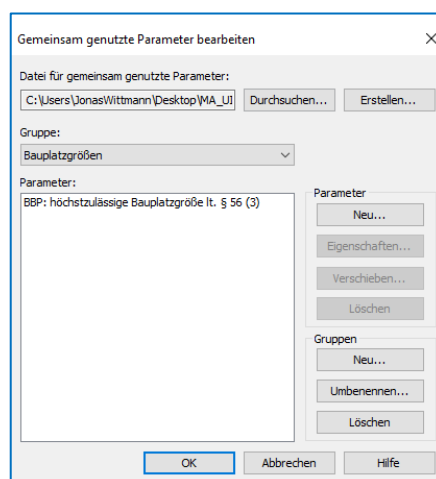 Gemeinsam genutzte Parameter bearbeiten
Datei für gemeinsam genutzte Parameter:
C:\Users\JonasWittmann\Desktop\MA_UI Durchsuchen... Erstellen...
Gruppe:
Bauplatzgrößen
Parameter:
BBP: höchstzulässige Bauplatzgröße lt. § 56 (3)
Parameter
Neu...
Eigenschaften...
Verschieben...
Löschen
Gruppen
Neu...
Umbenennen...
Löschen
OK Abbrechen Hilfe